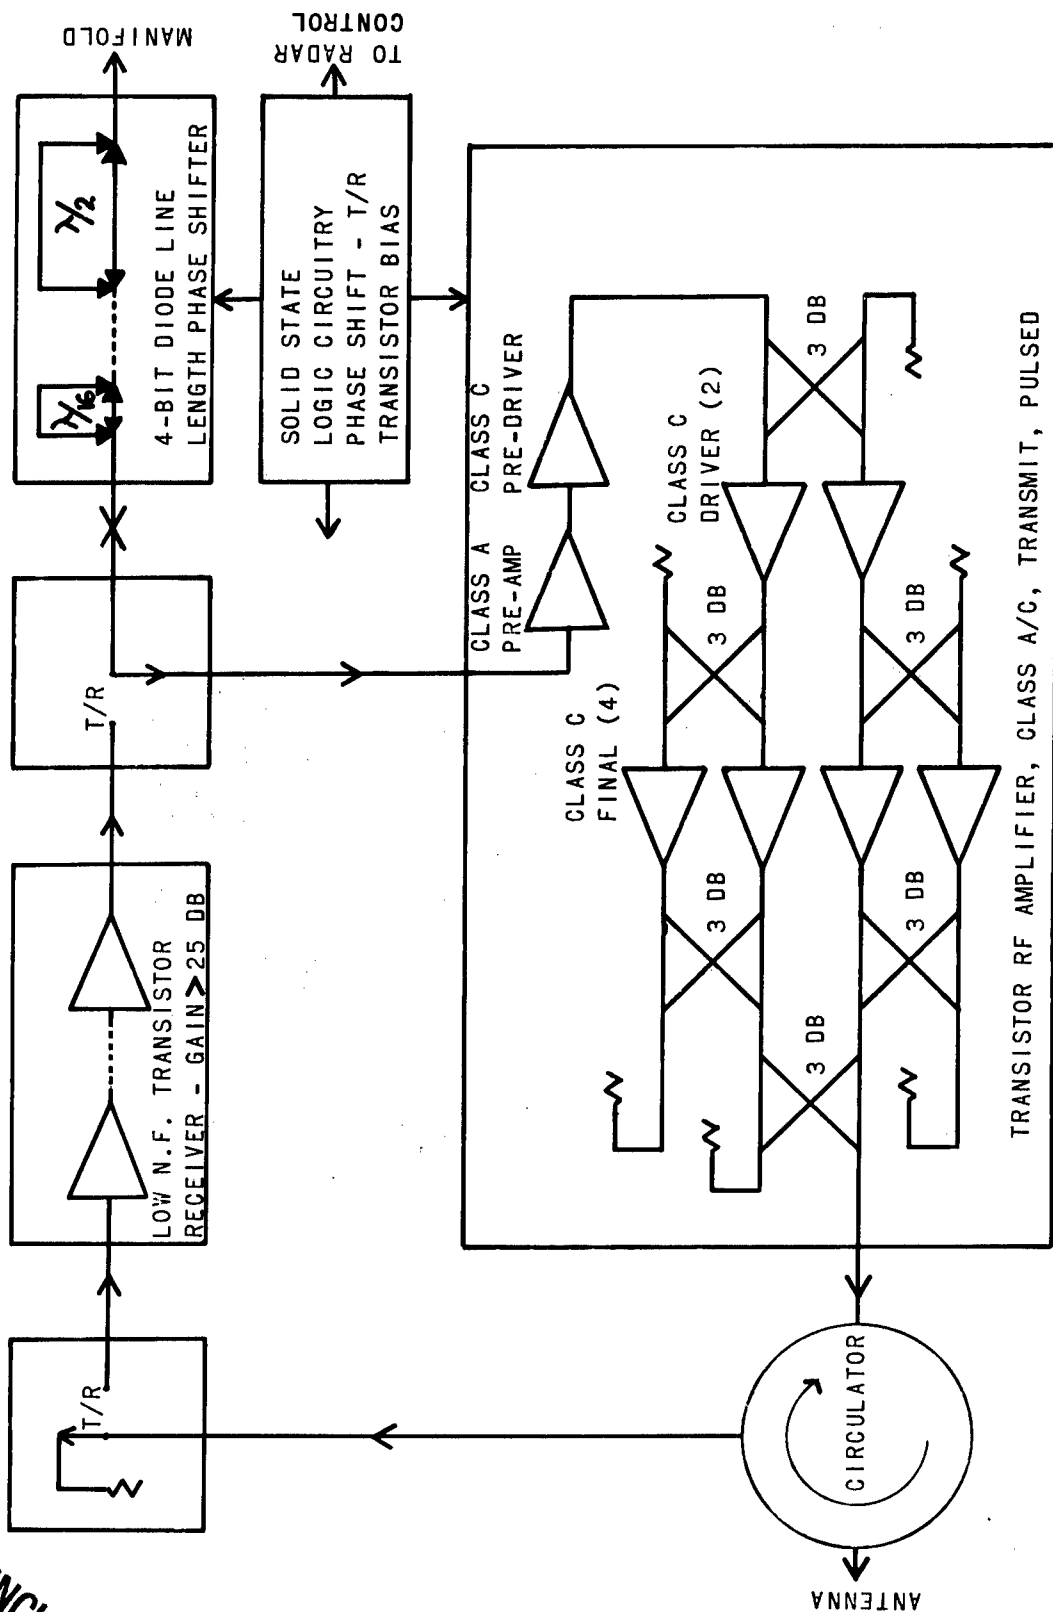 MANIFOLD
TO RADAR
CONTROL
λ/2
λ/16
4-BIT DIODE LINE
LENGTH PHASE SHIFTER
SOLID STATE
LOGIC CIRCUITRY
PHASE SHIFT - T/R
TRANSISTOR BIAS
T/R
LOW N.F. TRANSISTOR
RECEIVER - GAIN > 25 DB
T/R
CLASS A
PRE-AMP
CLASS C
PRE-DRIVER
3 DB
CLASS C
DRIVER (2)
3 DB
3 DB
CLASS C
FINAL (4)
3 DB
3 DB
3 DB
TRANSISTOR RF AMPLIFIER, CLASS A/C, TRANSMIT, PULSED
CIRCULATOR
ANTENNA